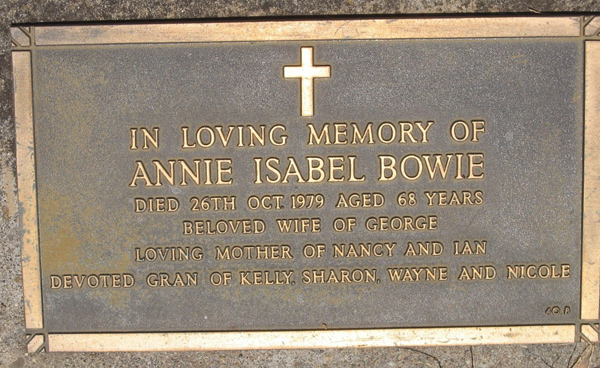 IN LOVING MEMORY OF
ANNIE ISABEL BOWIE
DIED 26TH OCT. 1979 AGED 68 YEARS
BELOVED WIFE OF GEORGE
LOVING MOTHER OF NANCY AND IAN
DEVOTED GRAN OF KELLY, SHARON, WAYNE AND NICOLE